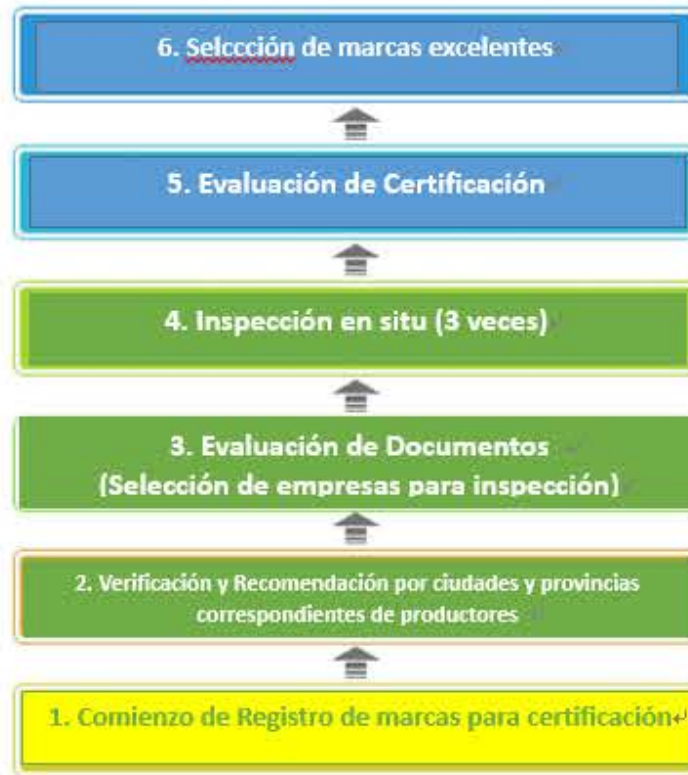 6. Selccción de marcas excelentes
5. Evaluación de Certificación
4. Inspección en situ (3 veces)
3. Evaluación de Documentos
(Selección de empresas para inspección)
2. Verificación y Recomendación por ciudades y provincias
correspondientes de productores
1. Comienzo de Registro de marcas para certificación